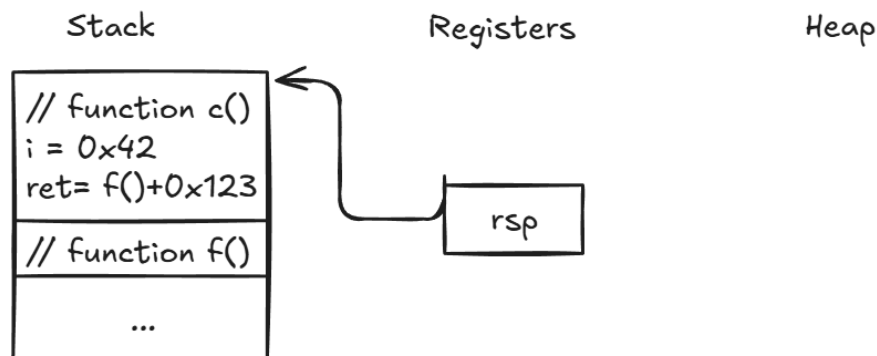 Stack
Registers
Heap
// function c()
i = 0x42
ret= f()+0x123
rsp
// function f()
...